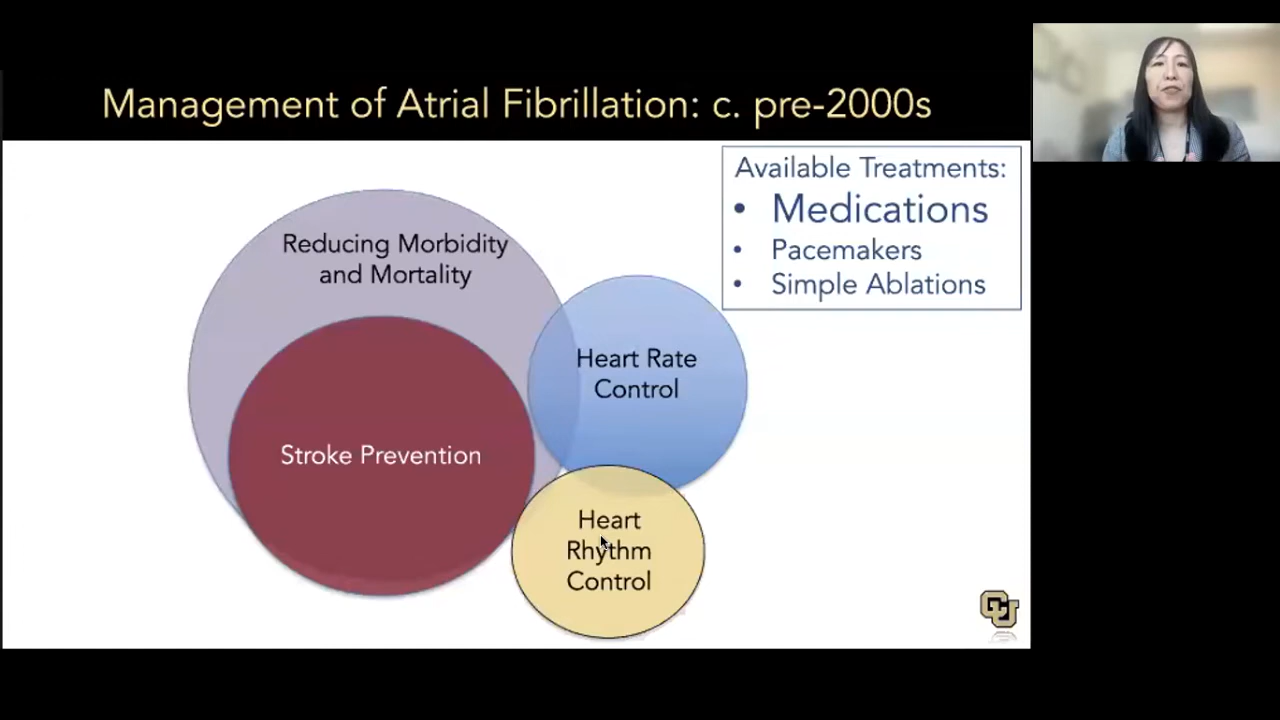 Management of Atrial Fibrillation: c. pre-2000s
Available Treatments:
• Medications
• Pacemakers
• Simple Ablations
Reducing Morbidity
and Mortality
Heart Rate
Control
Stroke Prevention
Heart
Rhythm
Control
CU